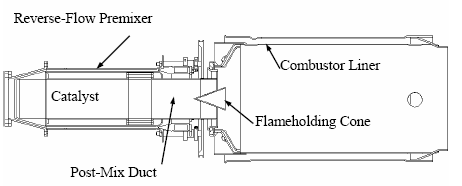 Reverse-Flow Premixer
Combustor Liner
Catalyst
Flameholding Cone
Post-Mix Duct